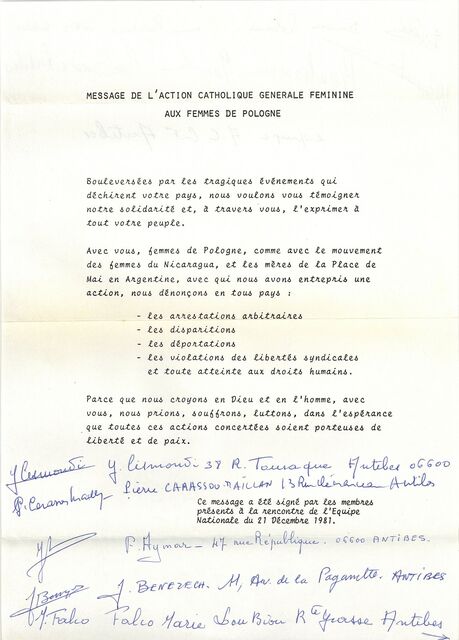 MESSAGE DE L'ACTION CATHOLIQUE GENERALE FEMININE
AUX FEMMES DE POLOGNE
Bouleversées par les tragiques événements qui
déchirent votre pays, nous voulons vous témoigner
notre solidarité et, à travers vous, l'exprimer à
tout votre peuple.
Avec vous, femmes de Pologne, comme avec le mouvement
des femmes du Nicaragua, et les mères de la Place de
Mai en Argentine, avec qui nous avons entrepris une
action, nous dénonçons en tous pays :
- les arrestations arbitraires
- les disparitions
- les déportations
- les violations des libertés syndicales
et toute atteinte aux droits humains.
Parce que nous croyons en Dieu et en l'homme, avec
vous, nous prions, souffrons, luttons, dans l'espérance
que toutes ces actions concertées soient porteuses de
liberté et de paix.
Y. Cismondi 38 R. Antibes 06600
Pierre 13 Antibes
Ce message a été signé par les membres
présents à la rencontre de l'Equipe
Nationale du 21 Décembre 1981.
P. Aymar - 47 rue République. 06600 ANTIBES.
J. BENEZECH. 11, Av. de la Paganette. ANTIBES
M Falco Falco Marie Lou Biou Rte Grasse Antibes